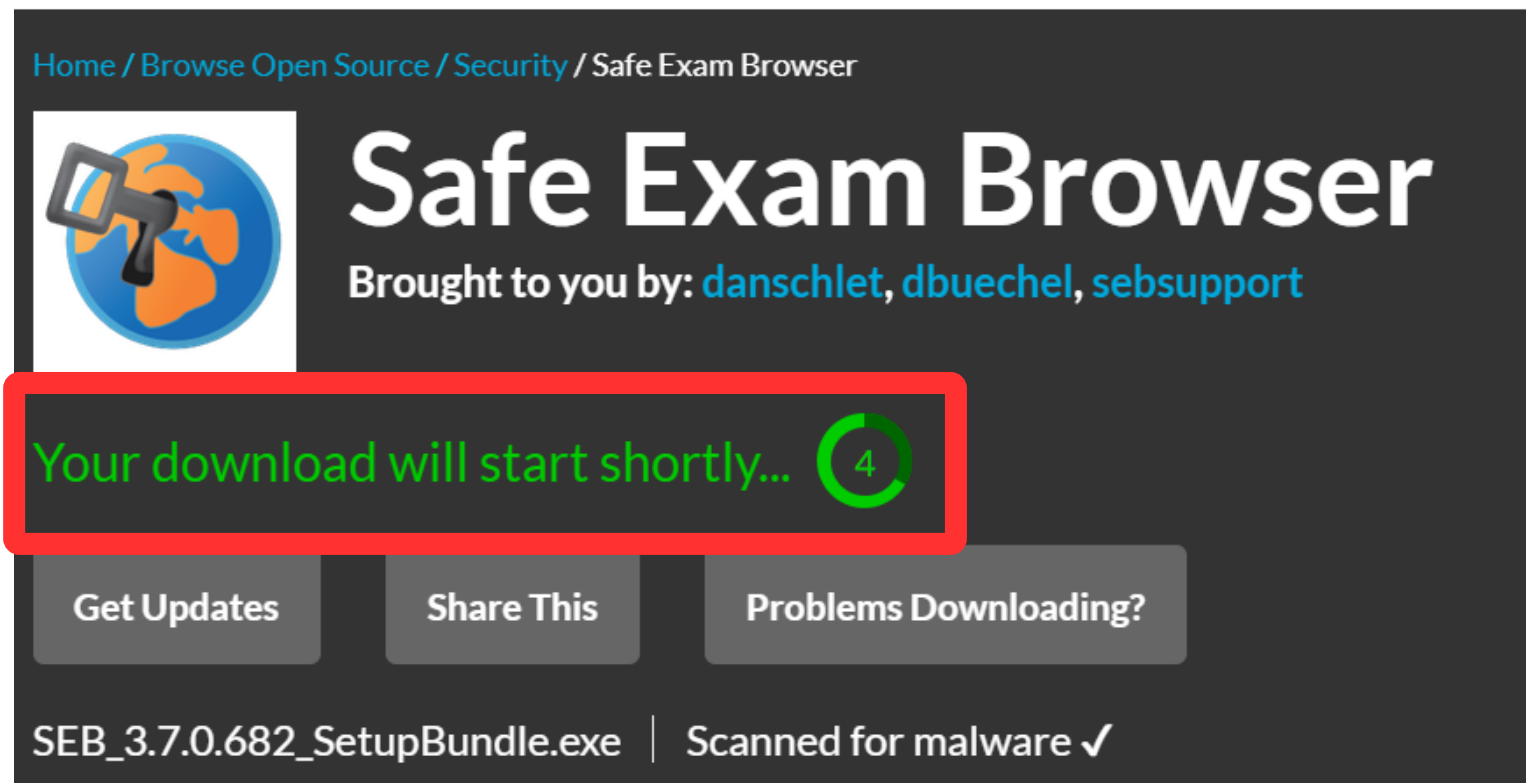 Home / Browse Open Source / Security / Safe Exam Browser
Safe Exam Browser
Brought to you by: danschlet, dbuechel, sebsupport
Your download will start shortly... 4
Get Updates Share This Problems Downloading?
SEB_3.7.0.682_SetupBundle.exe | Scanned for malware ✓